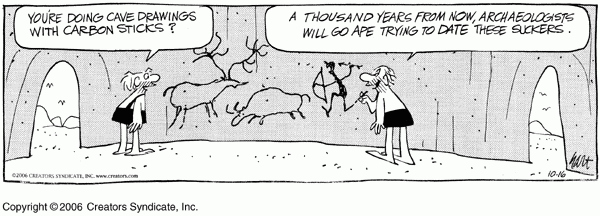 YOU'RE DOING CAVE DRAWINGS
WITH CARBON STICKS?
A THOUSAND YEARS FROM NOW, ARCHAEOLOGISTS
WILL GO APE TRYING TO DATE THESE SUCKERS.
©2006 CREATORS SYNDICATE, INC. www.creators.com
HART
10-16
Copyright © 2006 Creators Syndicate, Inc.